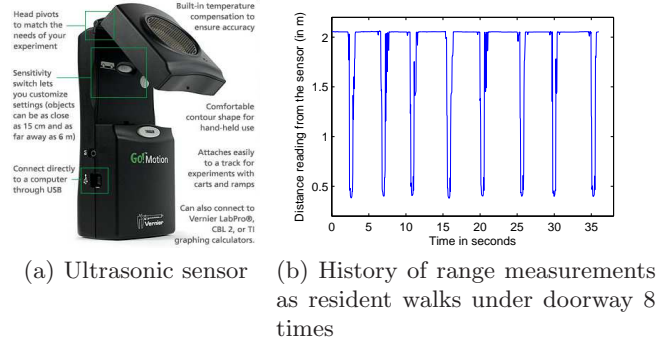 Head pivots
to match the
needs of your
experiment
Built-in temperature
compensation to
ensure accuracy
Sensitivity
switch lets
you customize
settings (objects
can be as close
as 15 cm and as
far away as 6 m)
Comfortable
contour shape for
hand-held use
Go! Motion
Attaches easily
to a track for
experiments with
carts and ramps
Connect directly
to a computer
through USB
Vernier
Can also connect to
Vernier LabPro®,
CBL 2, or TI
graphing calculators.
(a) Ultrasonic sensor
Distance reading from the sensor (in m)
2
1.5
1
0.5
0 5 10 15 20 25 30 35
Time in seconds
(b) History of range measurements
as resident walks under doorway 8
times